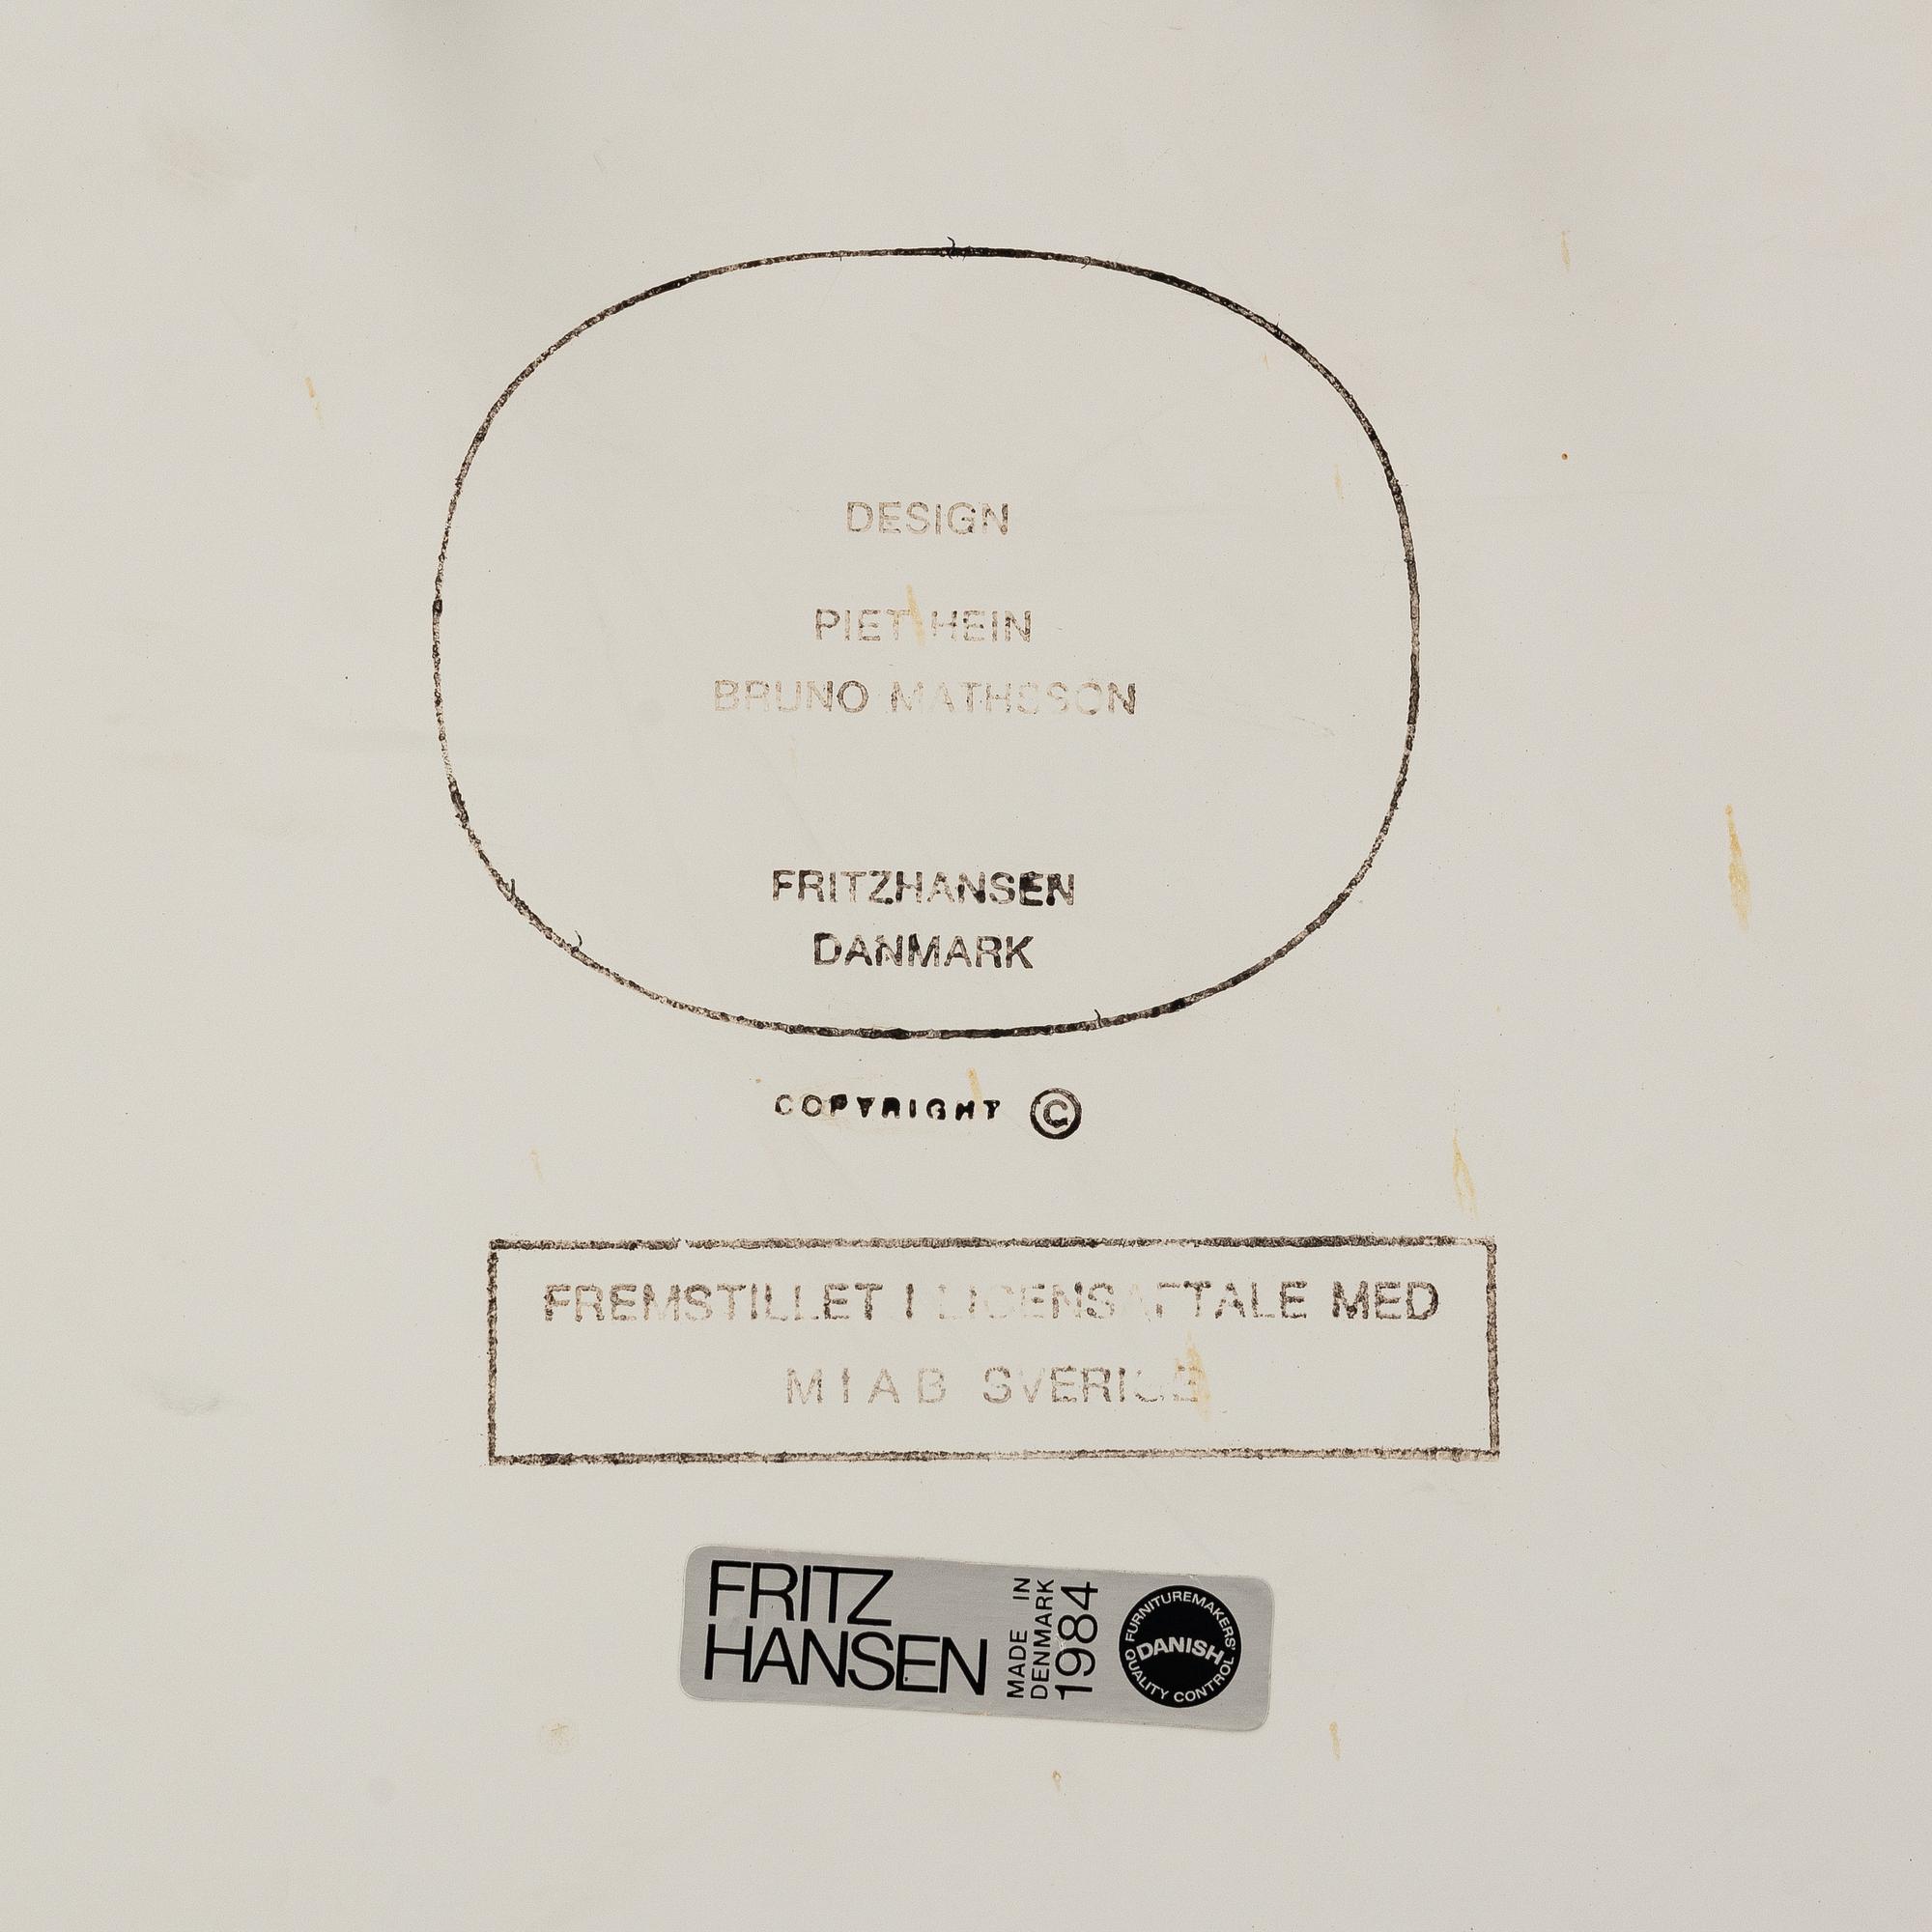 DESIGN
PIET HEIN
BRUNO MATHSSON
FRITZHANSEN
DANMARK
COPYRIGHT ©
FREMSTILLET I LICENSAFTALE MED
MIAB SVERIGE
FRITZ
HANSEN
MADE IN
DENMARK
1984
FURNITUREMAKERS'
DANISH
QUALITY CONTROL